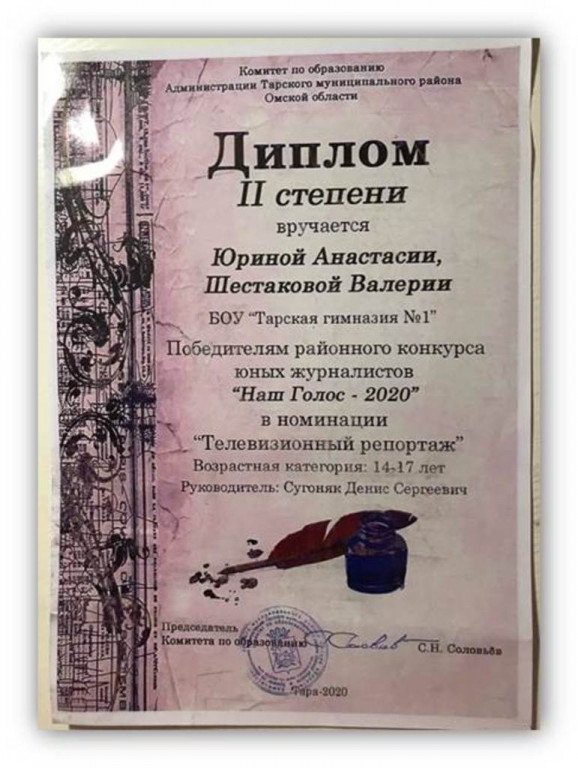 Комитет по образованию
Администрации Тарского муниципального района
Омской области
Диплом
II степени
вручается
Юриной Анастасии,
Шестаковой Валерии
БОУ "Тарская гимназия №1"
Победителям районного конкурса
юных журналистов
"Наш Голос - 2020"
в номинации
"Телевизионный репортаж"
Возрастная категория: 14-17 лет
Руководитель: Сугоняк Денис Сергеевич
Председатель
Комитета по образованию
С.Н. Соловьёв
Тара-2020